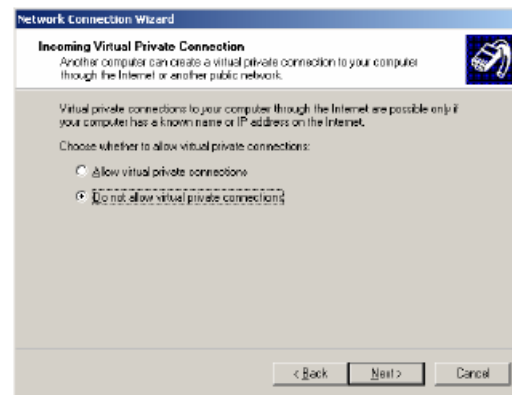 Network Connection Wizard
Incoming Virtual Private Connection
Another computer can create a virtual private connection to your computer
through the Internet or another public network.
Virtual private connections to your computer through the Internet are possible only if
your computer has a known name or IP address on the Internet.
Choose whether to allow virtual private connections:
Allow virtual private connections
Do not allow virtual private connections
< Back Next > Cancel